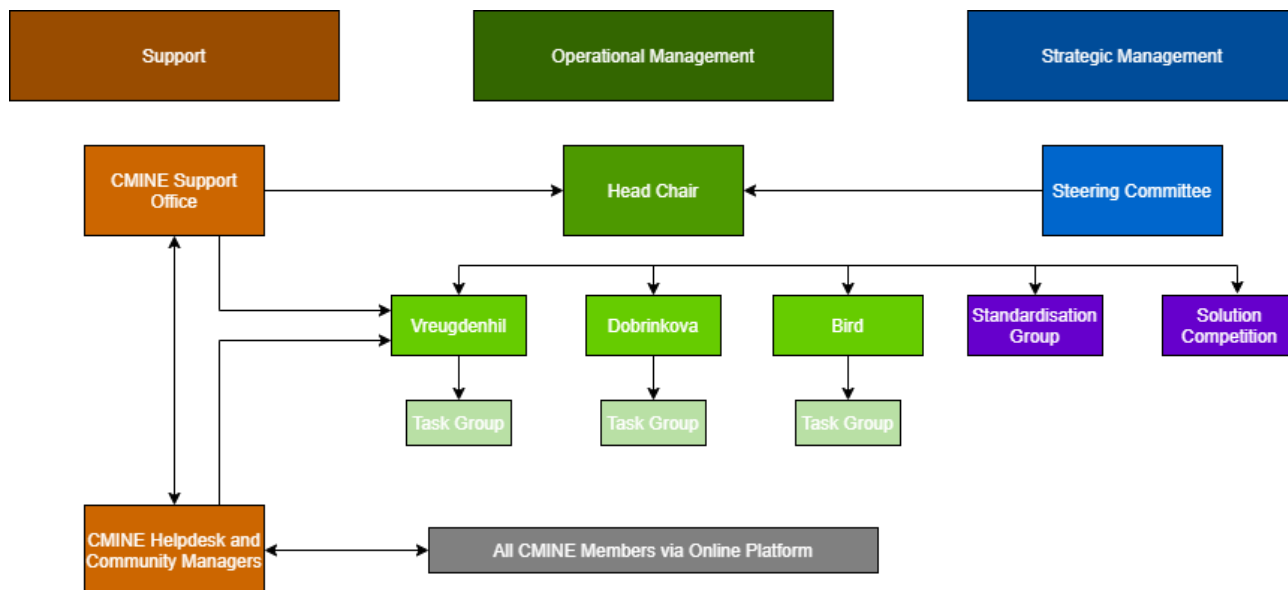 Support
Operational Management
Strategic Management
CMINE Support
Office
Head Chair
Steering Committee
Vreugdenhil
Dobrinkova
Bird
Standardisation
Group
Solution
Competition
Task Group
Task Group
Task Group
CMINE Helpdesk and
Community Managers
All CMINE Members via Online Platform